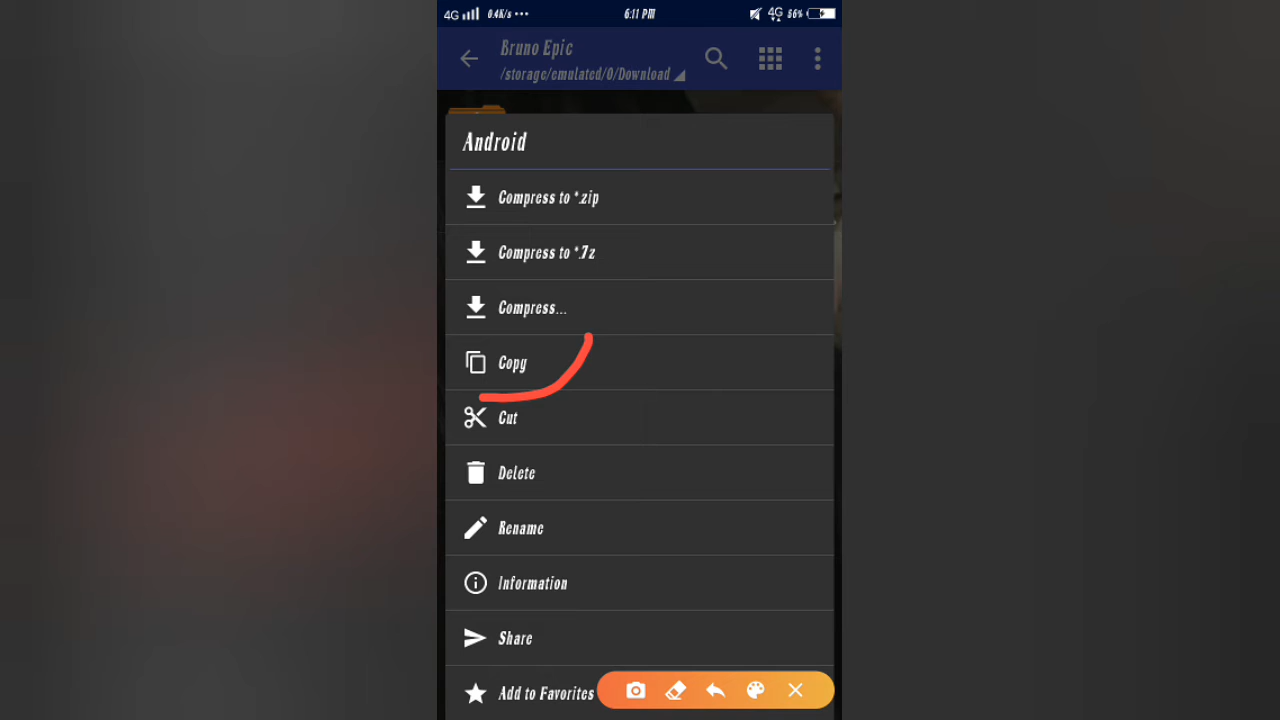 4G 0.4K/s ••• 6:11 PM 4G 56%
Bruno Epic
/storage/emulated/0/Download
Android
Compress to *.zip
Compress to *.7z
Compress...
Copy
Cut
Delete
Rename
Information
Share
Add to Favorites